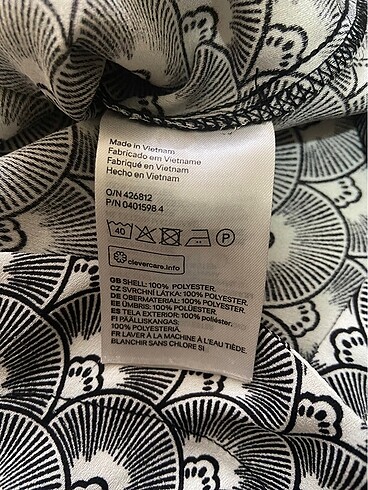 Made in Vietnam
Fabricado em Vietname
Fabriqué en Vietnam
Hecho en Vietnam
O/N 426812
P/N 0401598 4
40 P
clevercare.info
GB SHELL: 100% POLYESTER.
CZ SVRCHNÍ LÁTKA: 100% POLYESTER.
DE OBERMATERIAL: 100% POLYESTER.
EE ÜMBRIS: 100% POLÜESTER.
ES TELA EXTERIOR: 100% poliéster.
FI PÄÄLLISKANGAS:
100% POLYESTERIA.
FR LAVER À LA MACHINE À L'EAU TIÈDE.
BLANCHIR SANS CHLORE SI